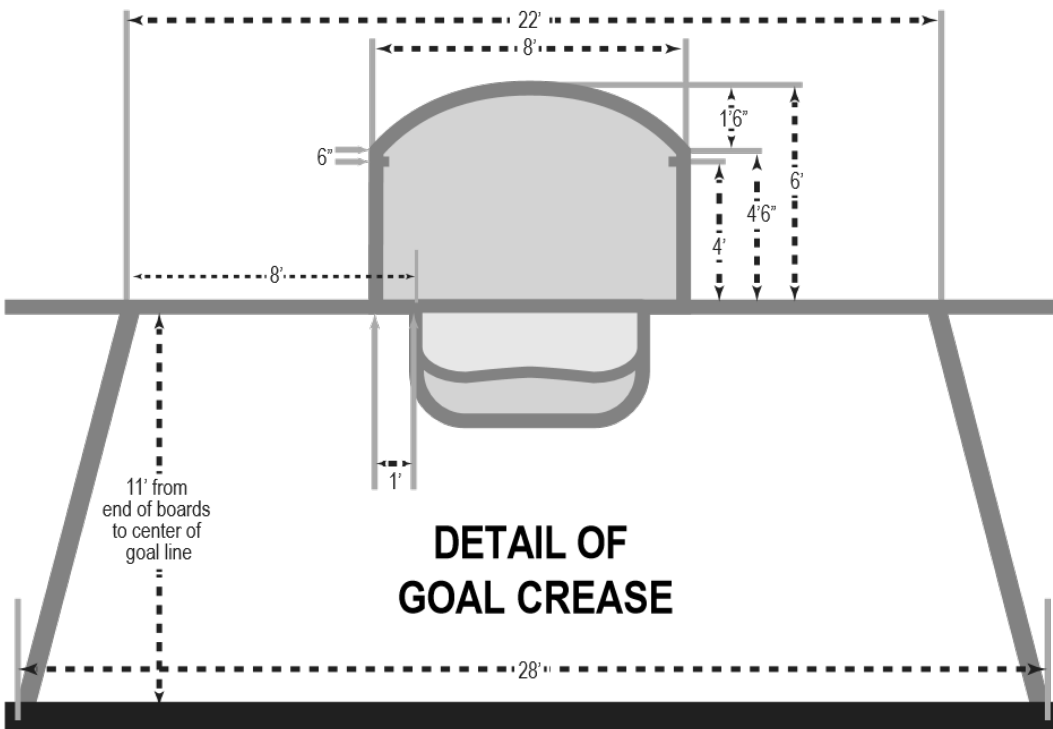 22’
8’
1’6”
6”
6’
4’6”
4’
8’
1’
11’ from
end of boards
to center of
goal line
DETAIL OF
GOAL CREASE
28’